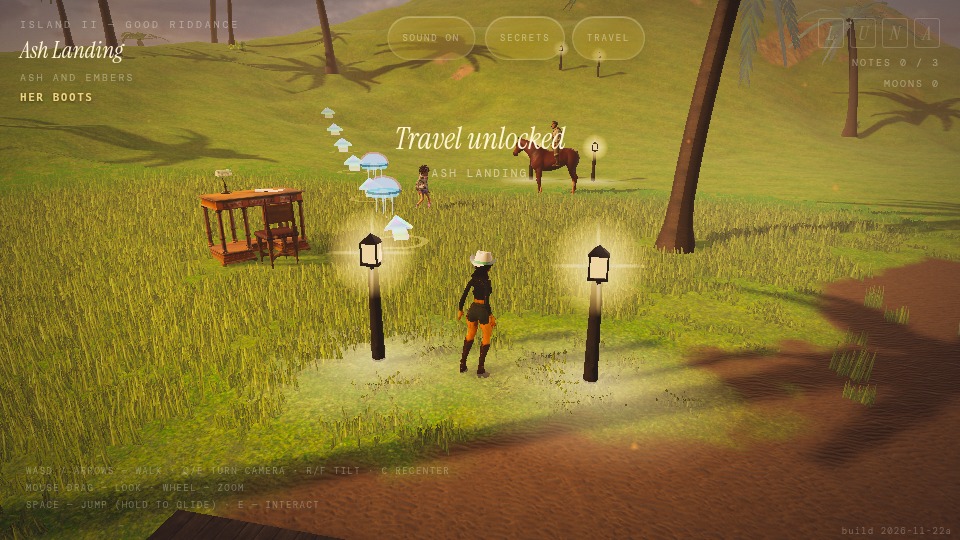 ISLAND II — GOOD RIDDANCE
Ash Landing
ASH AND EMBERS
HER BOOTS
SOUND ON
SECRETS
TRAVEL
L U N A
NOTES 0 / 3
MOONS 0
Travel unlocked
ASH LANDING
WASD / ARROWS — WALK · Q/E TURN CAMERA · R/F TILT · C RECENTER
MOUSE DRAG — LOOK · WHEEL — ZOOM
SPACE — JUMP (HOLD TO GLIDE) · E — INTERACT
build 2026-11-22a